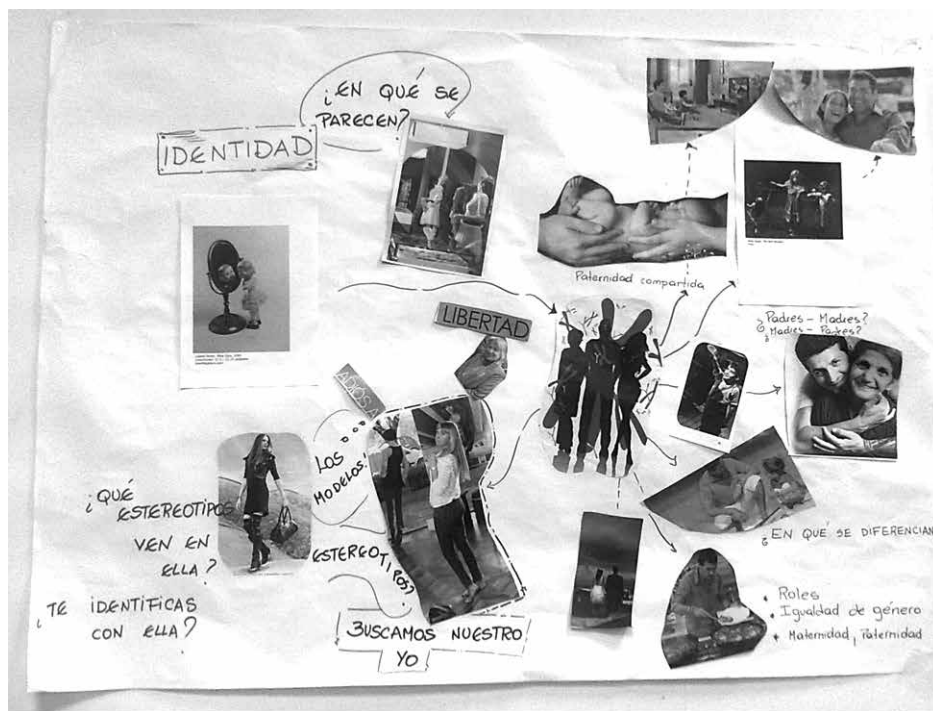 ¿EN QUÉ SE
PARECEN?
IDENTIDAD
Paternidad compartida
LIBERTAD
¿Padres - Madres?
¿Madres - Padres?
ADIOS A
LOS
MODELOS.
¿QUÉ
ESTEREOTIPOS
VEN EN
ELLA?
ESTEREOTIPOS?
¿TE IDENTIFICAS
CON ELLA?
BUSCAMOS NUESTRO
YO
¿EN QUÉ SE DIFERENCIAN
Roles
Igualdad de género
Maternidad, Paternidad